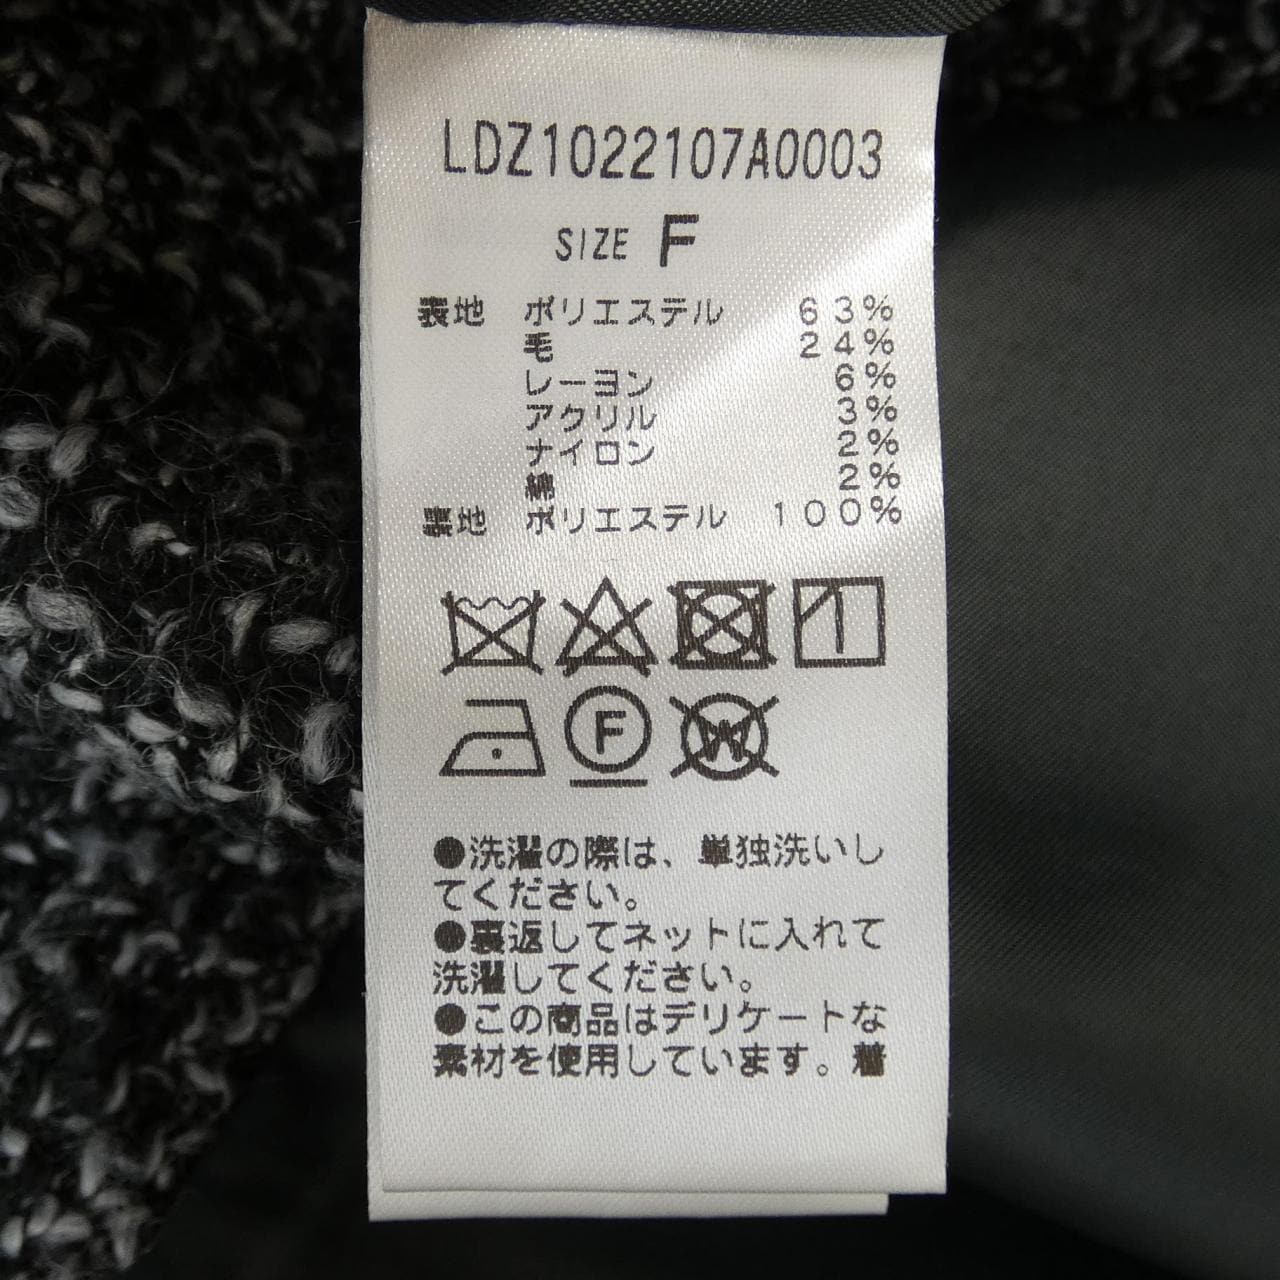 LDZ1022107A0003
SIZE F
表地 ポリエステル 63%
毛 24%
レーヨン 6%
アクリル 3%
ナイロン 2%
綿 2%
裏地 ポリエステル 100%
F
W
●洗濯の際は、単独洗いし
てください。
●裏返してネットに入れて
洗濯してください。
●この商品はデリケートな
素材を使用しています。着